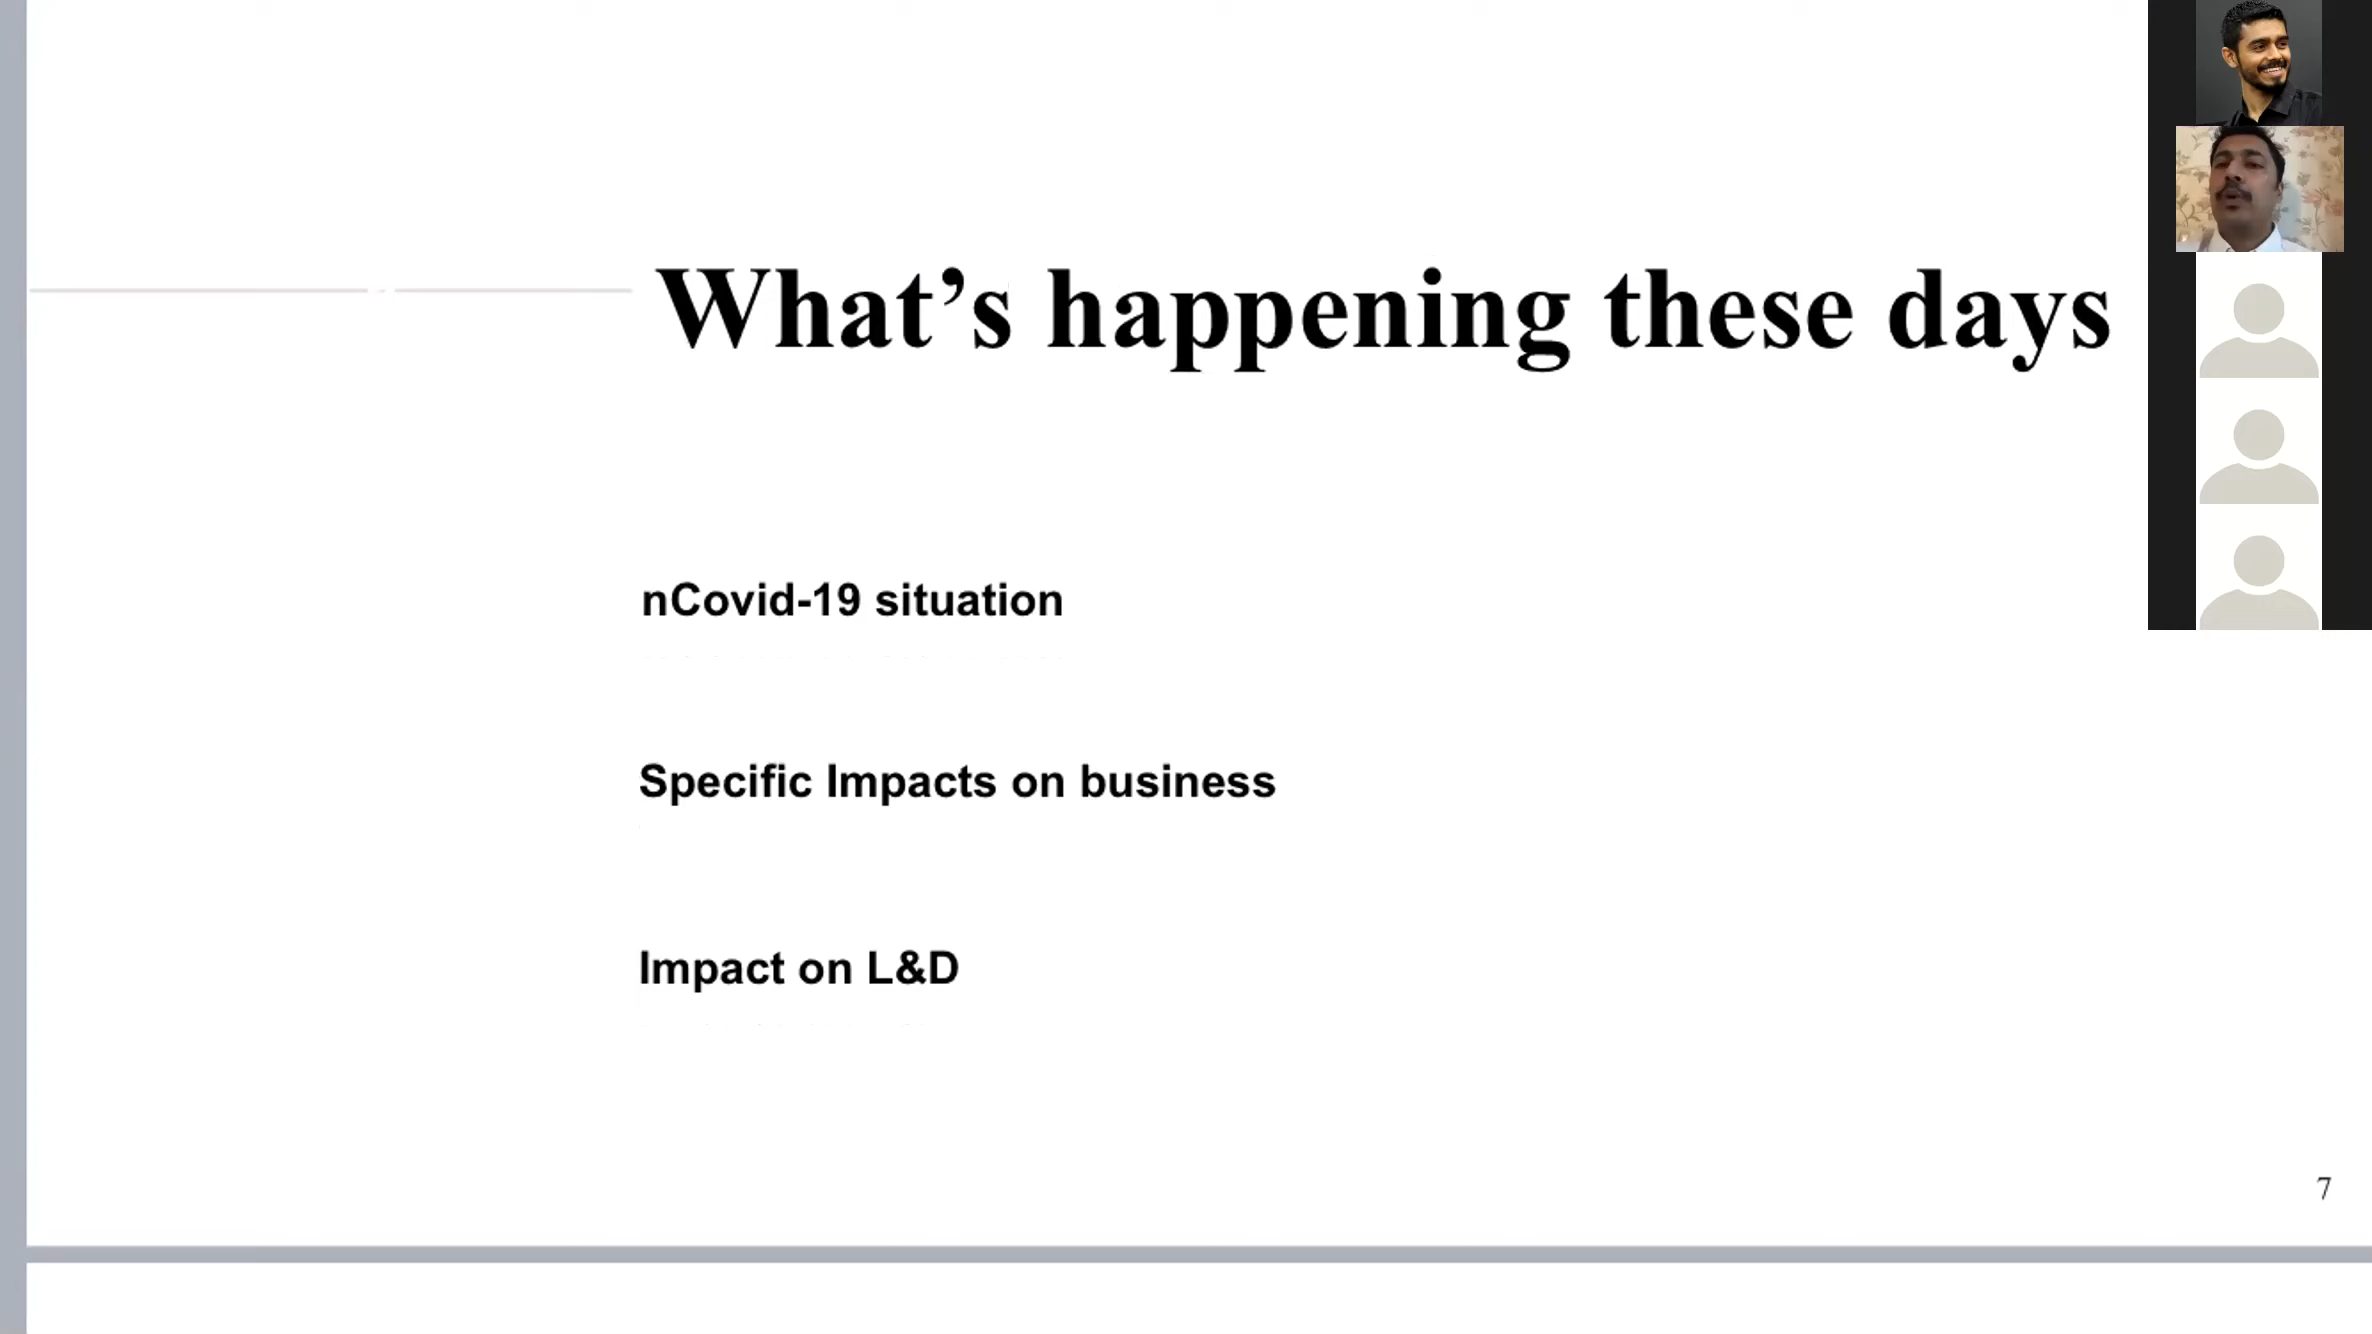 What’s happening these days
nCovid-19 situation
Specific Impacts on business
Impact on L&D
7